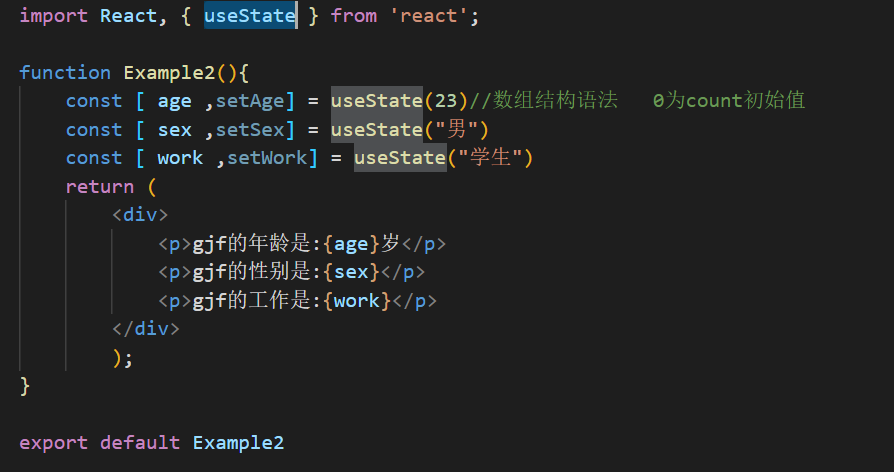 import React, { useState } from 'react';
function Example2(){
const [ age ,setAge] = useState(23)//数组结构语法 0为count初始值
const [ sex ,setSex] = useState("男")
const [ work ,setWork] = useState("学生")
return (
<div>
<p>gjf的年龄是:{age}岁</p>
<p>gjf的性别是:{sex}</p>
<p>gjf的工作是:{work}</p>
</div>
);
}
export default Example2